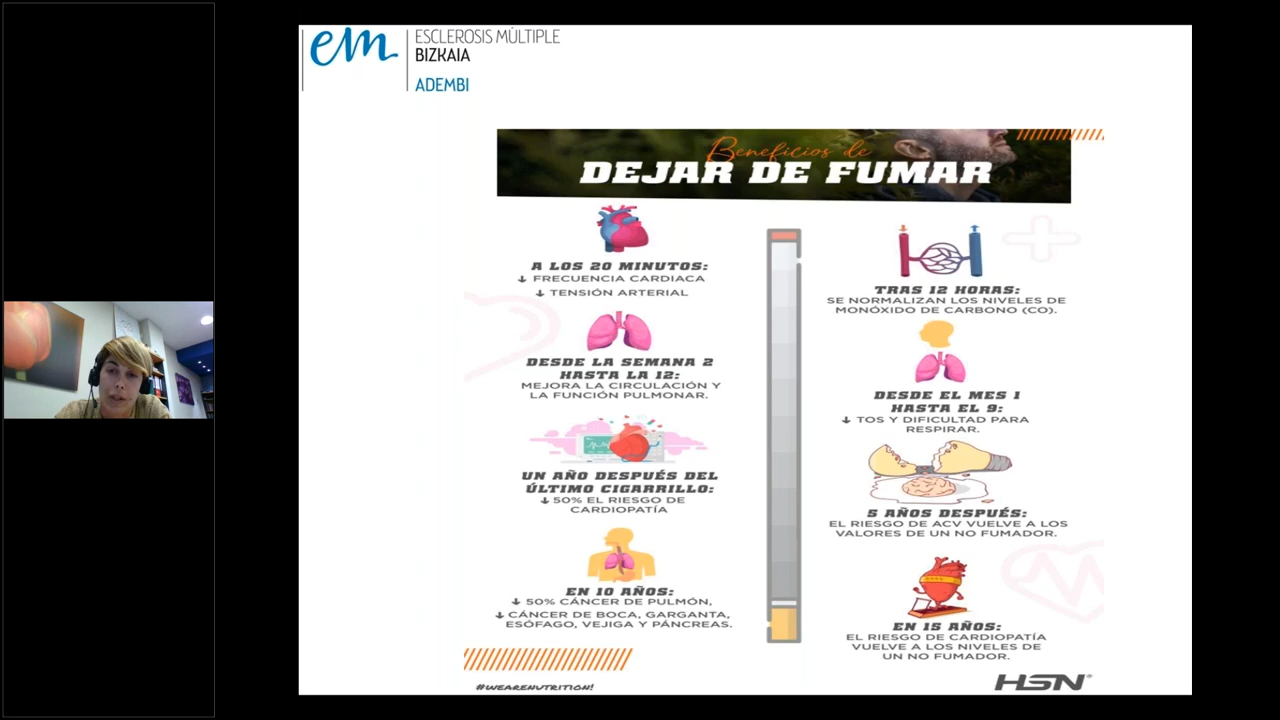 em
ESCLEROSIS MÚLTIPLE
BIZKAIA
ADEMBI
Beneficios de
DEJAR DE FUMAR
A LOS 20 MINUTOS:
↓ FRECUENCIA CARDIACA
↓ TENSIÓN ARTERIAL
TRAS 12 HORAS:
SE NORMALIZAN LOS NIVELES DE
MONÓXIDO DE CARBONO (CO).
DESDE LA SEMANA 2
HASTA LA 12:
MEJORA LA CIRCULACIÓN Y
LA FUNCIÓN PULMONAR.
DESDE EL MES 1
HASTA EL 9:
↓ TOS Y DIFICULTAD PARA
RESPIRAR.
UN AÑO DESPUÉS DEL
ÚLTIMO CIGARRILLO:
↓ 50% EL RIESGO DE
CARDIOPATÍA
5 AÑOS DESPUÉS:
EL RIESGO DE ACV VUELVE A LOS
VALORES DE UN NO FUMADOR.
EN 10 AÑOS:
↓ 50% CÁNCER DE PULMÓN,
↓ CÁNCER DE BOCA, GARGANTA,
ESÓFAGO, VEJIGA Y PÁNCREAS.
EN 15 AÑOS:
EL RIESGO DE CARDIOPATÍA
VUELVE A LOS NIVELES DE
UN NO FUMADOR.
#WEARENUTRITION!
HSN®